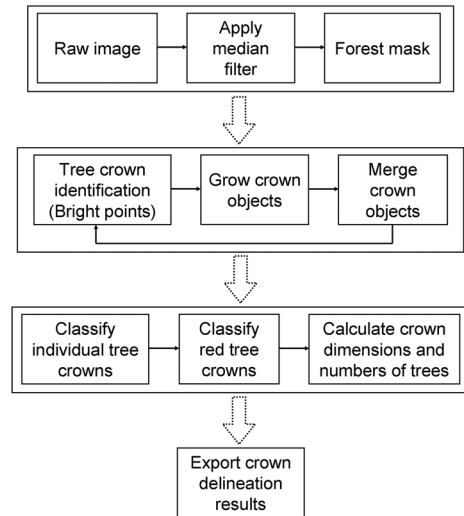 Raw image
Apply
median
filter
Forest mask
Tree crown
identification
(Bright points)
Grow crown
objects
Merge
crown
objects
Classify
individual tree
crowns
Classify
red tree
crowns
Calculate crown
dimensions and
numbers of trees
Export crown
delineation
results